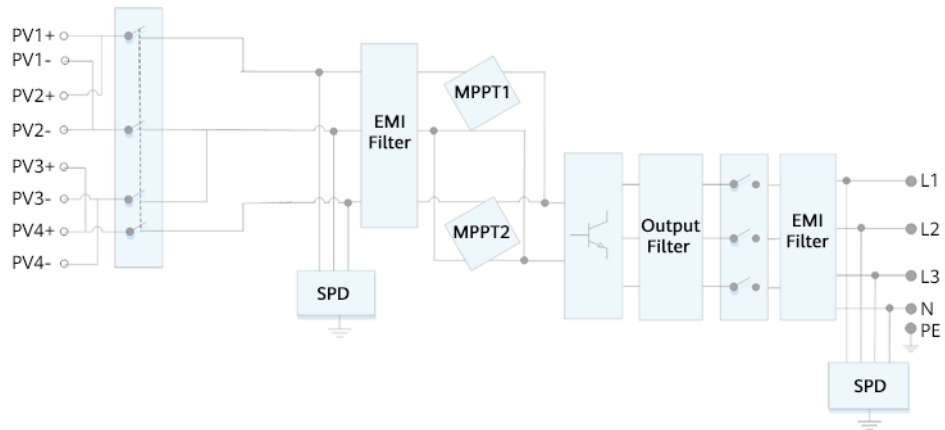 PV1+
PV1-
PV2+
PV2-
PV3+
PV3-
PV4+
PV4-
SPD
EMI
Filter
MPPT1
MPPT2
Output
Filter
EMI
Filter
L1
L2
L3
N
PE
SPD